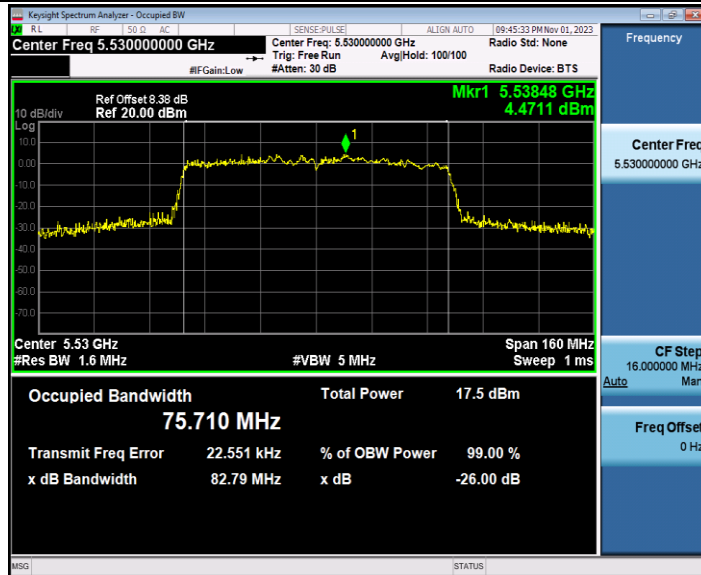 Keysight Spectrum Analyzer - Occupied BW
LXI RL RF 50 Ω AC SENSE:PULSE ALIGN AUTO 09:45:33 PM Nov 01, 2023
Center Freq 5.530000000 GHz
Center Freq: 5.530000000 GHz Radio Std: None
Trig: Free Run Avg|Hold: 100/100
#IFGain:Low #Atten: 30 dB Radio Device: BTS
Frequency
Ref Offset 8.38 dB Mkr1 5.53848 GHz
10 dB/div Ref 20.00 dBm 4.4711 dBm
Log
10.0
0.00
-10.0
-20.0
-30.0
-40.0
-50.0
-60.0
-70.0
1
Center 5.53 GHz Span 160 MHz
#Res BW 1.6 MHz #VBW 5 MHz Sweep 1 ms
Occupied Bandwidth Total Power 17.5 dBm
75.710 MHz
Transmit Freq Error 22.551 kHz % of OBW Power 99.00 %
x dB Bandwidth 82.79 MHz x dB -26.00 dB
Center Freq
5.530000000 GHz
CF Step
16.000000 MHz
Auto Man
Freq Offset
0 Hz
MSG STATUS